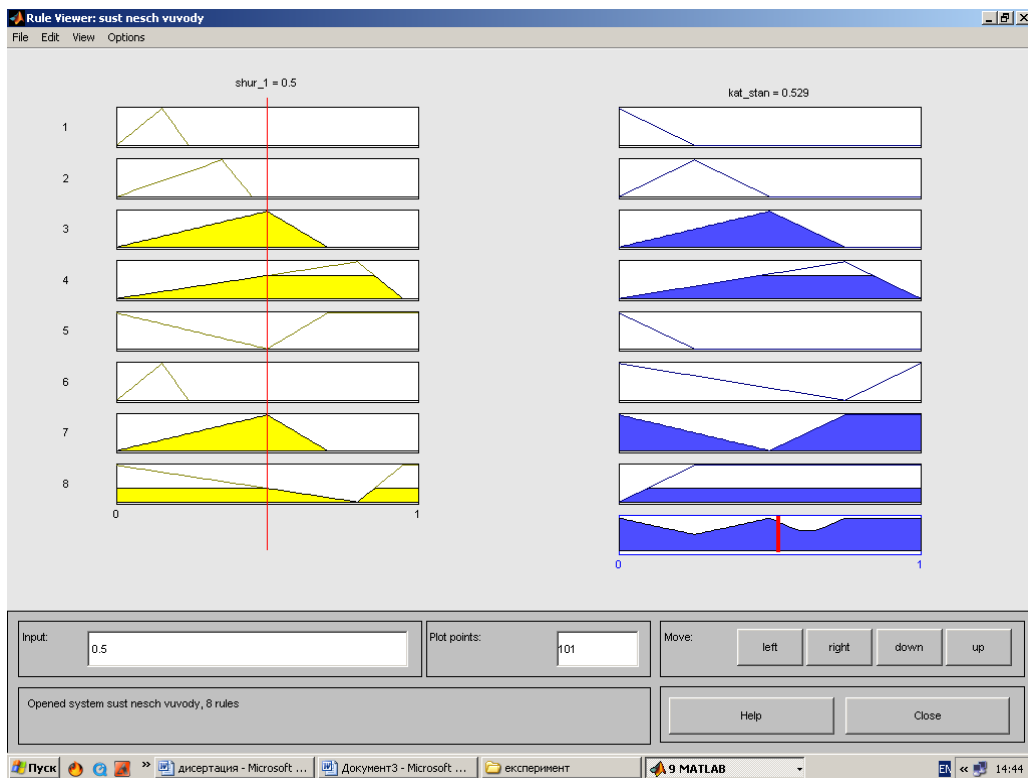 Rule Viewer: sust nesch vuvody
File Edit View Options
shur_1 = 0.5
kat_stan = 0.529
1
2
3
4
5
6
7
8
0 1
0 1
Input: 0.5
Plot points: 101
Move: left right down up
Opened system sust nesch vuvody, 8 rules
Help Close
Пуск » дисертация - Microsoft ... Документ3 - Microsoft ... експеримент 9 MATLAB EN « 14:44